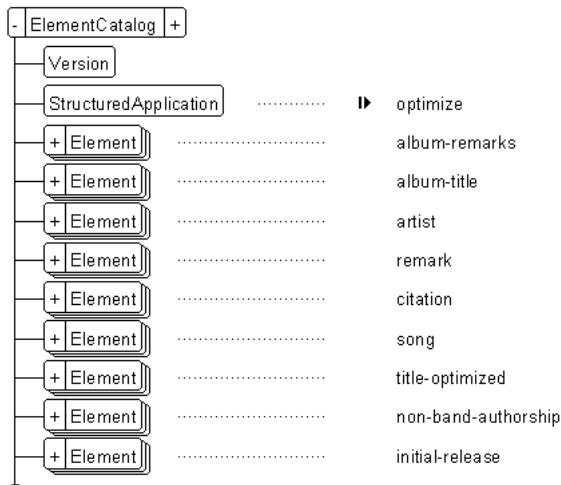 - ElementCatalog +
Version
StructuredApplication optimize
+ Element album-remarks
+ Element album-title
+ Element artist
+ Element remark
+ Element citation
+ Element song
+ Element title-optimized
+ Element non-band-authorship
+ Element initial-release